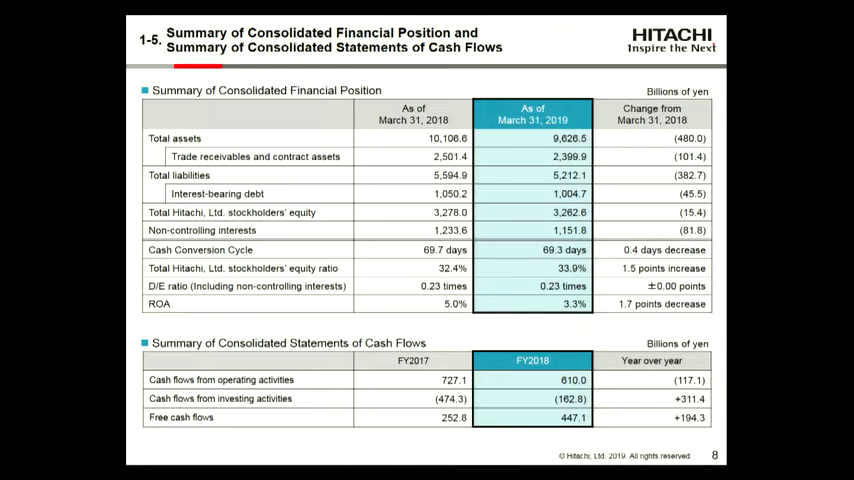 1-5. Summary of Consolidated Financial Position and
Summary of Consolidated Statements of Cash Flows
HITACHI
Inspire the Next
Summary of Consolidated Financial Position Billions of yen
As of March 31, 2018 As of March 31, 2019 Change from March 31, 2018
Total assets 10,106.6 9,626.5 (480.0)
Trade receivables and contract assets 2,501.4 2,399.9 (101.4)
Total liabilities 5,594.9 5,212.1 (382.7)
Interest-bearing debt 1,050.2 1,004.7 (45.5)
Total Hitachi, Ltd. stockholders' equity 3,278.0 3,262.6 (15.4)
Non-controlling interests 1,233.6 1,151.8 (81.8)
Cash Conversion Cycle 69.7 days 69.3 days 0.4 days decrease
Total Hitachi, Ltd. stockholders' equity ratio 32.4% 33.9% 1.5 points increase
D/E ratio (Including non-controlling interests) 0.23 times 0.23 times ±0.00 points
ROA 5.0% 3.3% 1.7 points decrease
Summary of Consolidated Statements of Cash Flows Billions of yen
FY2017 FY2018 Year over year
Cash flows from operating activities 727.1 610.0 (117.1)
Cash flows from investing activities (474.3) (162.8) +311.4
Free cash flows 252.8 447.1 +194.3
© Hitachi, Ltd. 2019. All rights reserved. 8